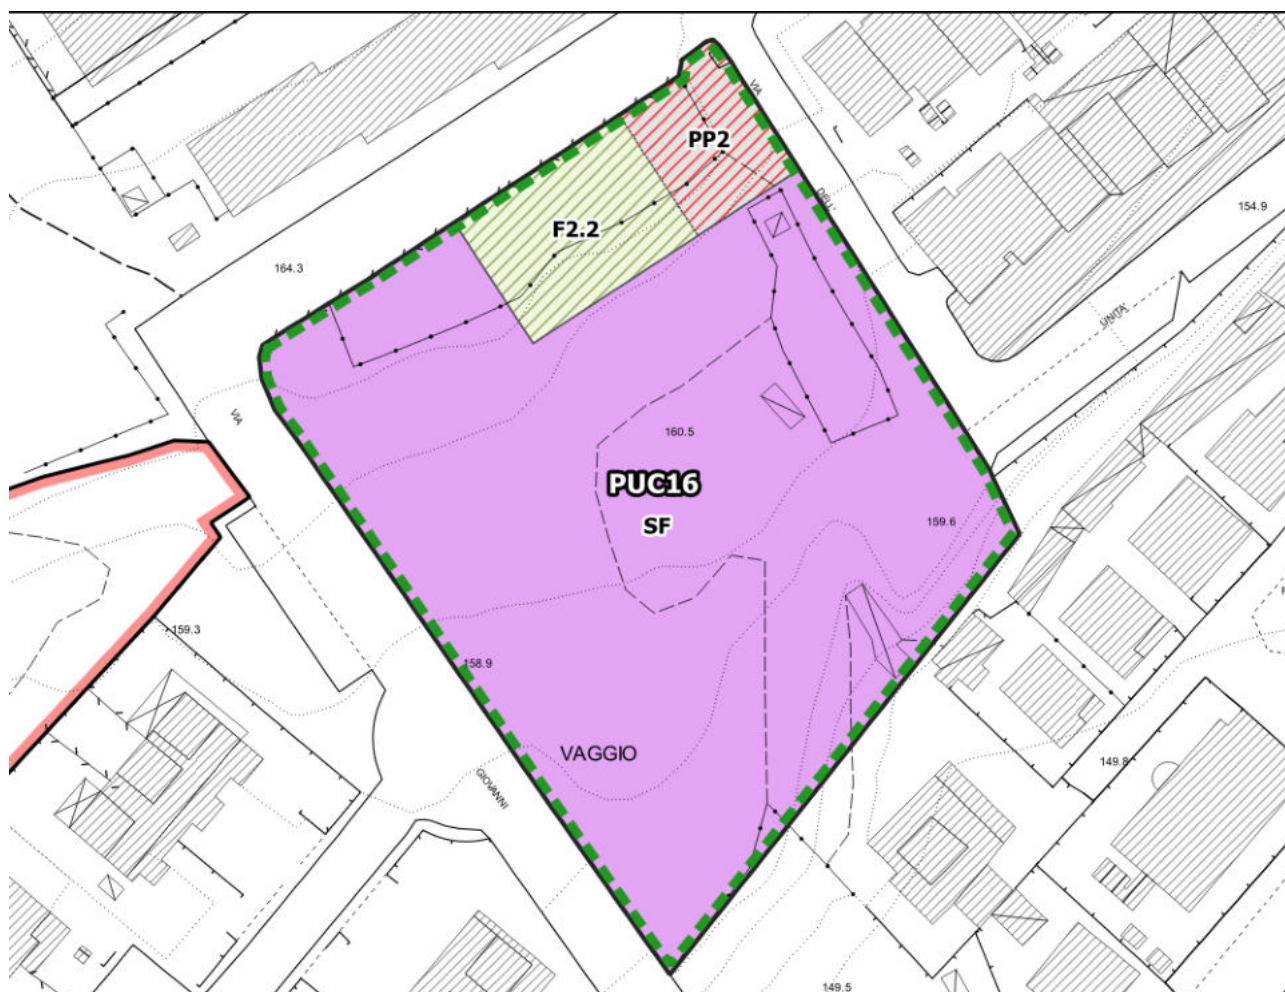 VIA
PP2
DELL'
154.9
F2.2
164.3
UNITA'
VIA
160.5
PUC16
SF
159.6
159.3
158.9
VAGGIO
149.8
GIOVANNI
149.5